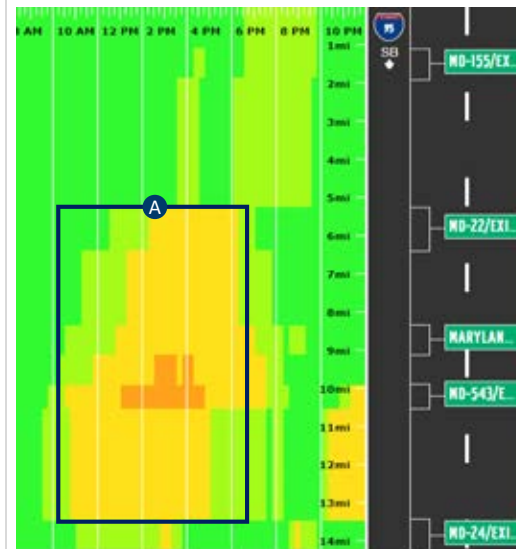 AM 10 AM 12 PM 2 PM 4 PM 6 PM 8 PM 10 PM
95
SB
1mi
MD-155/EX...
2mi
3mi
4mi
5mi
A
MD-22/EXI...
6mi
7mi
8mi
MARYLAN...
9mi
10mi
MD-543/E...
11mi
12mi
13mi
MD-24/EXI...
14mi